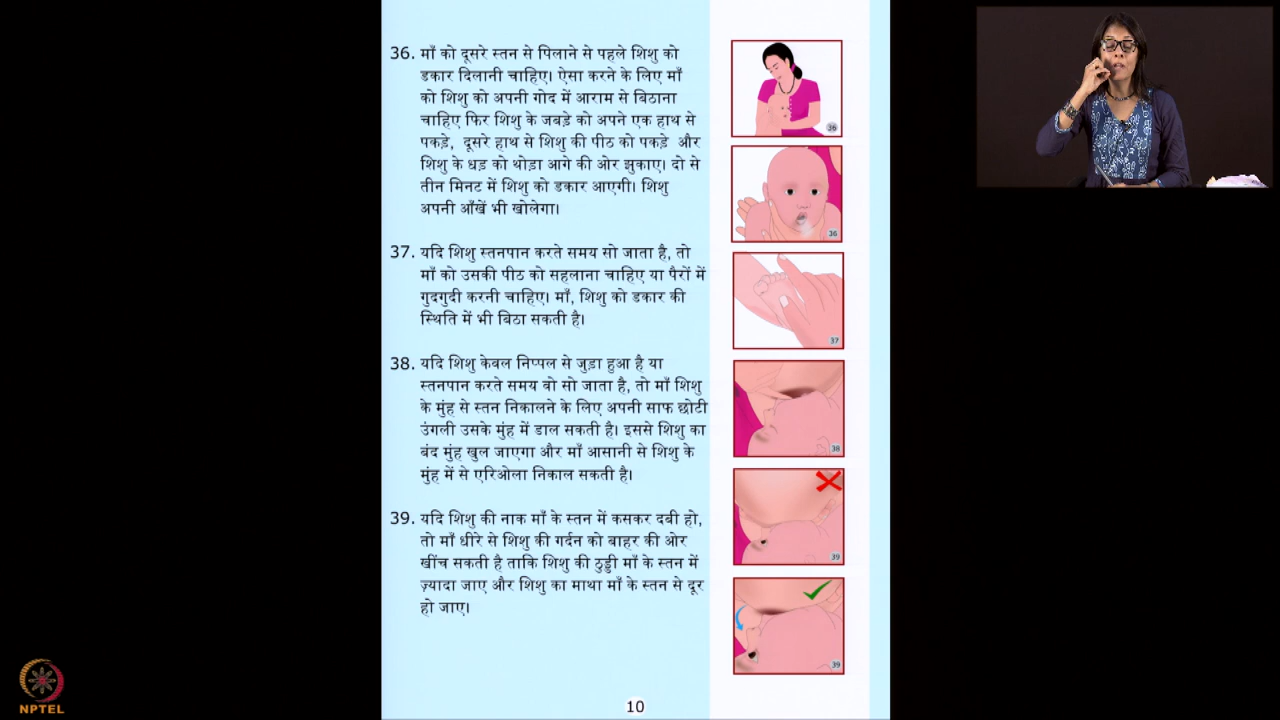 36. माँ को दूसरे स्तन से पिलाने से पहले शिशु को
डकार दिलानी चाहिए। ऐसा करने के लिए माँ
को शिशु को अपनी गोद में आराम से बिठाना
चाहिए फिर शिशु के जबड़े को अपने एक हाथ से
पकड़े, दूसरे हाथ से शिशु की पीठ को पकड़े और
शिशु के धड़ को थोड़ा आगे की ओर झुकाए। दो से
तीन मिनट में शिशु को डकार आएगी। शिशु
अपनी आँखें भी खोलेगा।
36
36
37. यदि शिशु स्तनपान करते समय सो जाता है, तो
माँ को उसकी पीठ को सहलाना चाहिए या पैरों में
गुदगुदी करनी चाहिए। माँ, शिशु को डकार की
स्थिति में भी बिठा सकती है।
37
38. यदि शिशु केवल निप्पल से जुड़ा हुआ है या
स्तनपान करते समय वो सो जाता है, तो माँ शिशु
के मुंह से स्तन निकालने के लिए अपनी साफ छोटी
उंगली उसके मुंह में डाल सकती है। इससे शिशु का
बंद मुंह खुल जाएगा और माँ आसानी से शिशु के
मुंह में से एरिओला निकाल सकती है।
38
39. यदि शिशु की नाक माँ के स्तन में कसकर दबी हो,
तो माँ धीरे से शिशु की गर्दन को बाहर की ओर
खींच सकती है ताकि शिशु की ठुड्डी माँ के स्तन में
ज़्यादा जाए और शिशु का माथा माँ के स्तन से दूर
हो जाए।
39
39
10
NPTEL